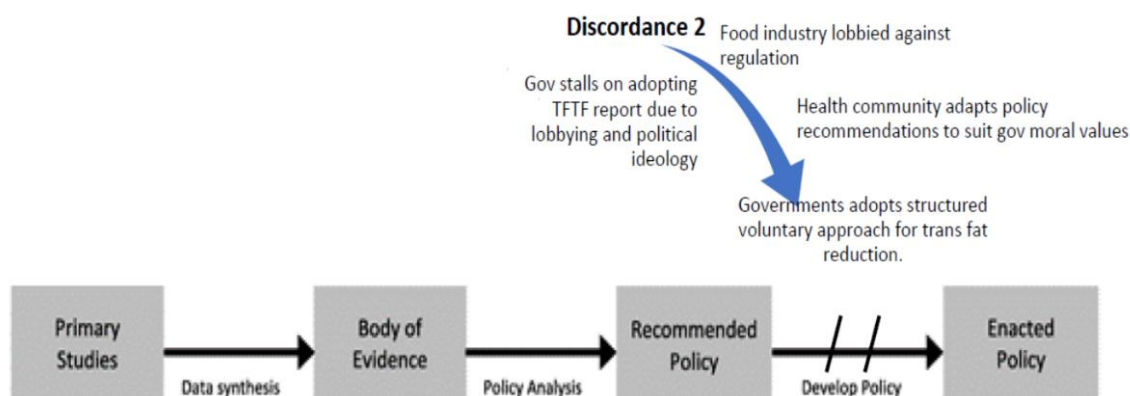 Discordance 2
Food industry lobbied against
regulation
Gov stalls on adopting
TFTF report due to
lobbying and political
ideology
Health community adapts policy
recommendations to suit gov moral values
Governments adopts structured
voluntary approach for trans fat
reduction.
Primary
Studies
Data synthesis
Body of
Evidence
Policy Analysis
Recommended
Policy
Develop Policy
Enacted
Policy